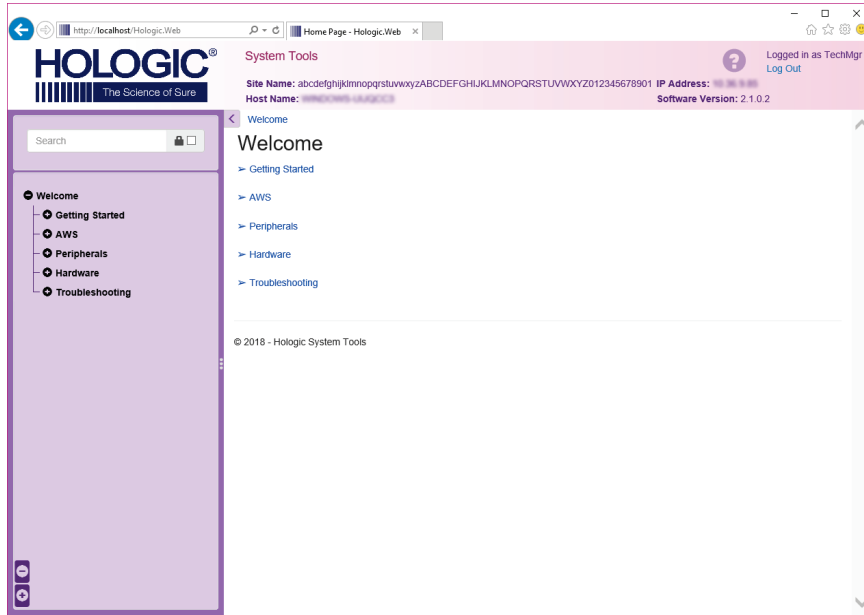 http://localhost/Hologic.Web
Home Page - Hologic.Web
HOLOGIC®
The Science of Sure
System Tools
Logged in as TechMgr
Log Out
Site Name: abcdefghijklmnopqrstuvwxyzABCDEFGHIJKLMNOPQRSTUVWXYZ012345678901 IP Address:
Host Name:
Software Version: 2.1.0.2
Search
Welcome
Getting Started
AWS
Peripherals
Hardware
Troubleshooting
Welcome
Welcome
➢ Getting Started
➢ AWS
➢ Peripherals
➢ Hardware
➢ Troubleshooting
© 2018 - Hologic System Tools